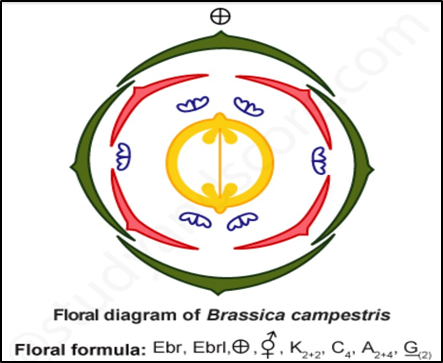 Floral diagram of Brassica campestris
Floral formula: Ebr, Ebrl,⊕,⚥, K₂₊₂, C₄, A₂₊₄, G̲₍₂₎